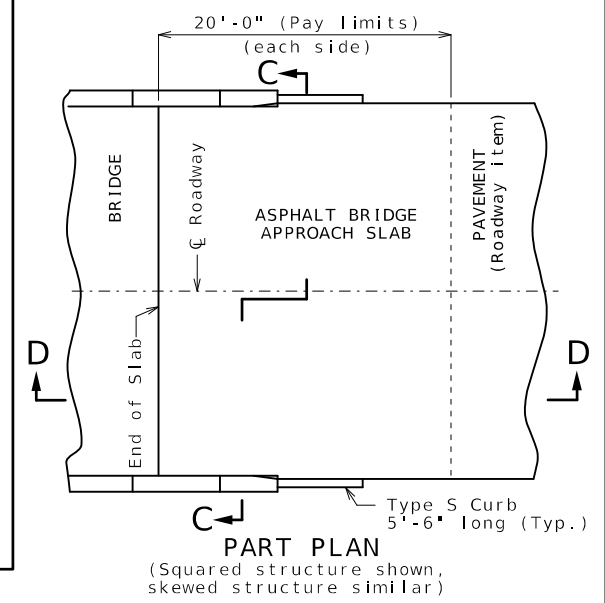 20'-0" (Pay limits)
(each side)
C
BRIDGE
℄ Roadway
ASPHALT BRIDGE
APPROACH SLAB
PAVEMENT
(Roadway item)
D
D
End of Slab
C
Type S Curb
5'-6" long (Typ.)
PART PLAN
(Squared structure shown,
skewed structure similar)